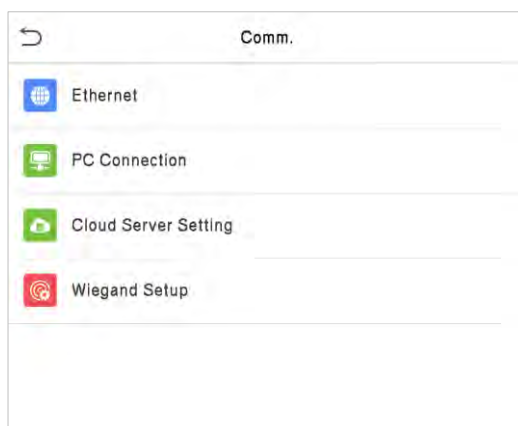 Comm.
Ethernet
PC Connection
Cloud Server Setting
Wiegand Setup